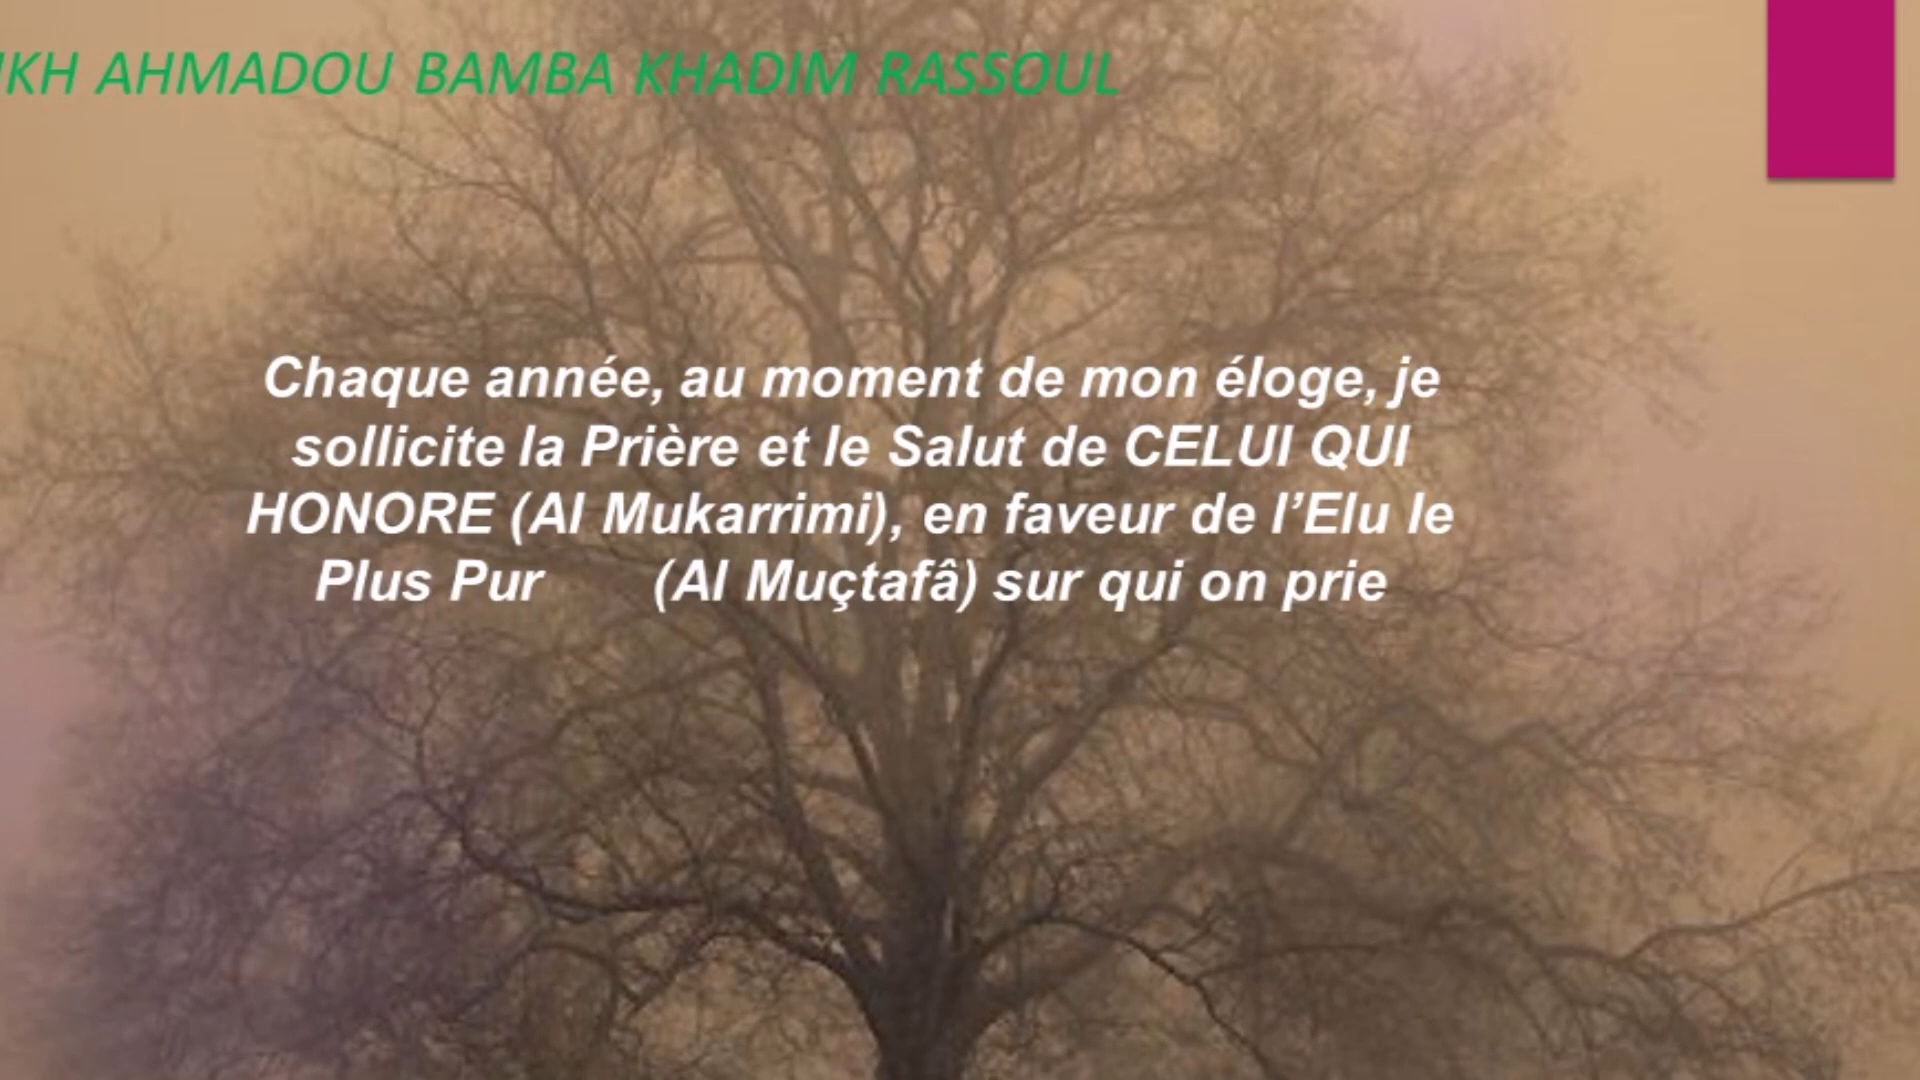 AHMADOU BAMBA KHADIM RASSOUL
Chaque année, au moment de mon éloge, je
sollicite la Prière et le Salut de CELUI QUI
HONORE (Al Mukarrimi), en faveur de l’Elu le
Plus Pur (Al Muçtafâ) sur qui on prie